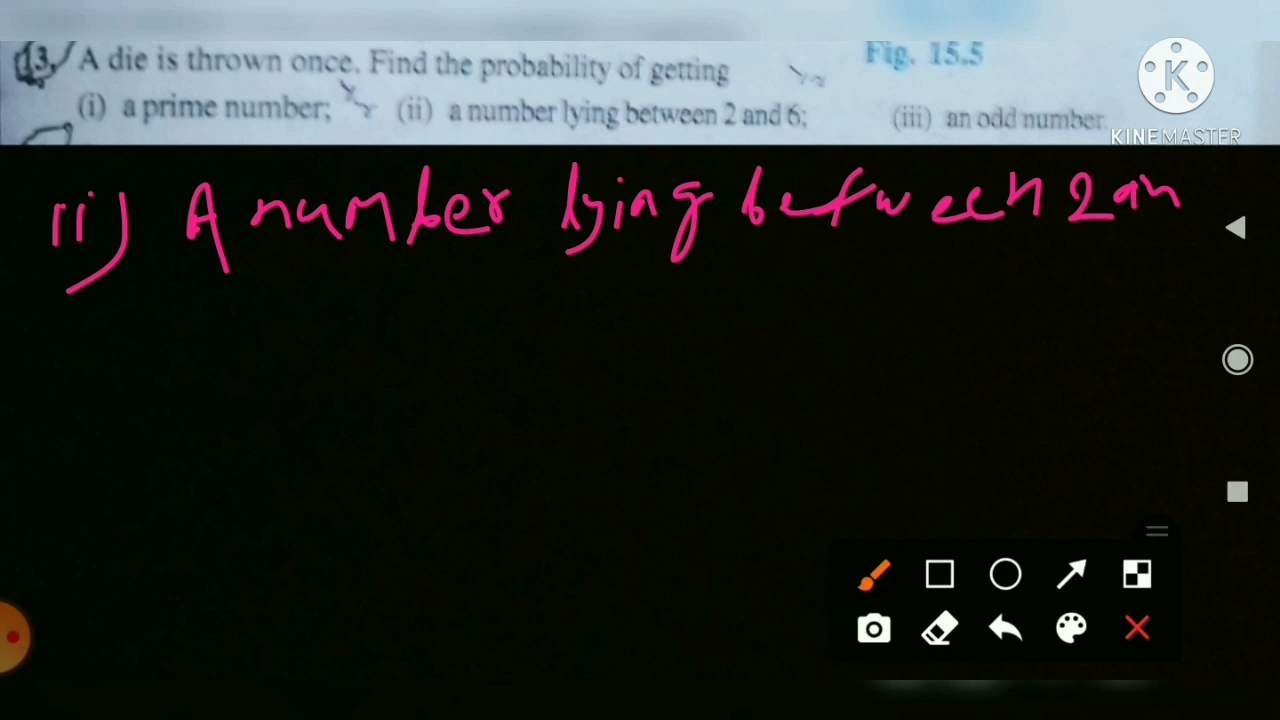 13. A die is thrown once. Find the probability of getting
(i) a prime number; (ii) a number lying between 2 and 6; (iii) an odd number.
Fig. 15.5
K
KINEMASTER
ii) A number lying between 2 an